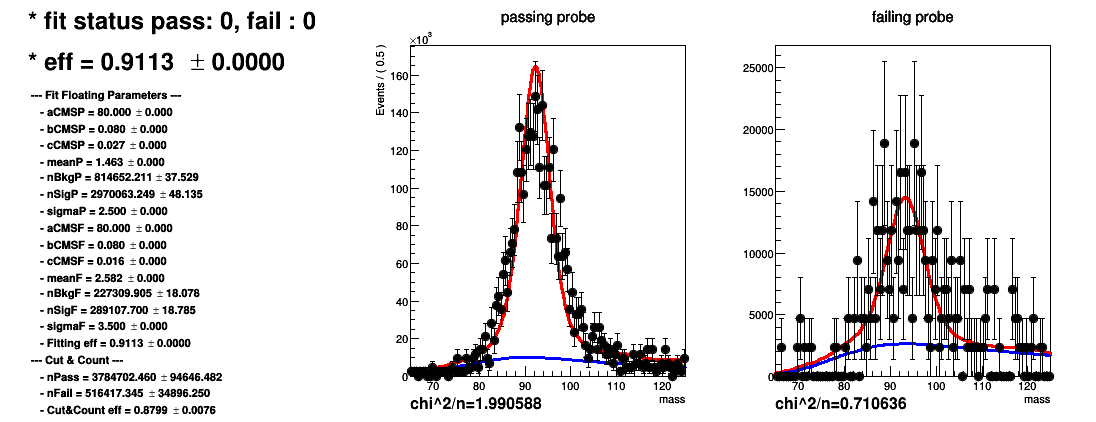 * fit status pass: 0, fail : 0
* eff = 0.9113 ± 0.0000
--- Fit Floating Parameters ---
- aCMSP = 80.000 ± 0.000
- bCMSP = 0.080 ± 0.000
- cCMSP = 0.027 ± 0.000
- meanP = 1.463 ± 0.000
- nBkgP = 814652.211 ± 37.529
- nSigP = 2970063.249 ± 48.135
- sigmaP = 2.500 ± 0.000
- aCMSF = 80.000 ± 0.000
- bCMSF = 0.080 ± 0.000
- cCMSF = 0.016 ± 0.000
- meanF = 2.582 ± 0.000
- nBkgF = 227309.905 ± 18.078
- nSigF = 289107.700 ± 18.785
- sigmaF = 3.500 ± 0.000
- Fitting eff = 0.9113 ± 0.0000
--- Cut & Count ---
- nPass = 3784702.460 ± 94646.482
- nFail = 516417.345 ± 34896.250
- Cut&Count eff = 0.8799 ± 0.0076
passing probe
×10³
Events / ( 0.5 )
160
140
120
100
80
60
40
20
0
70 80 90 100 110 120
mass
chi^2/n=1.990588
failing probe
25000
20000
15000
10000
5000
0
70 80 90 100 110 120
mass
chi^2/n=0.710636